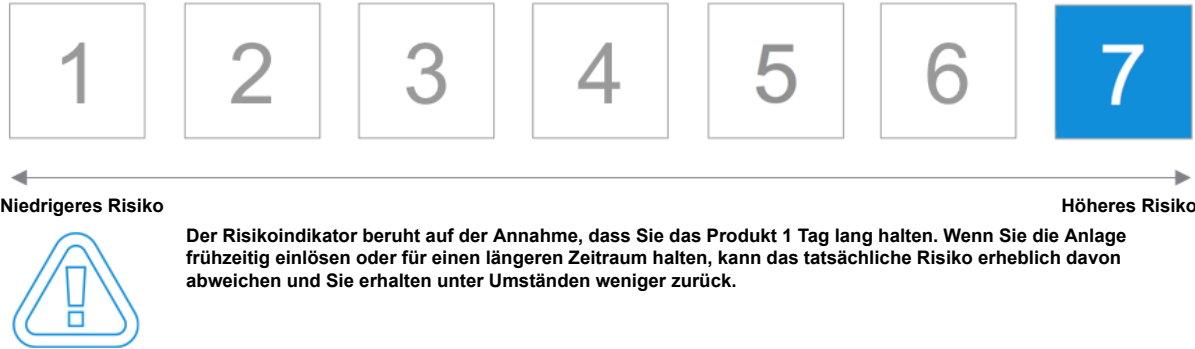 1 2 3 4 5 6 7
Niedrigeres Risiko Höheres Risiko
Der Risikoindikator beruht auf der Annahme, dass Sie das Produkt 1 Tag lang halten. Wenn Sie die Anlage
frühzeitig einlösen oder für einen längeren Zeitraum halten, kann das tatsächliche Risiko erheblich davon
abweichen und Sie erhalten unter Umständen weniger zurück.